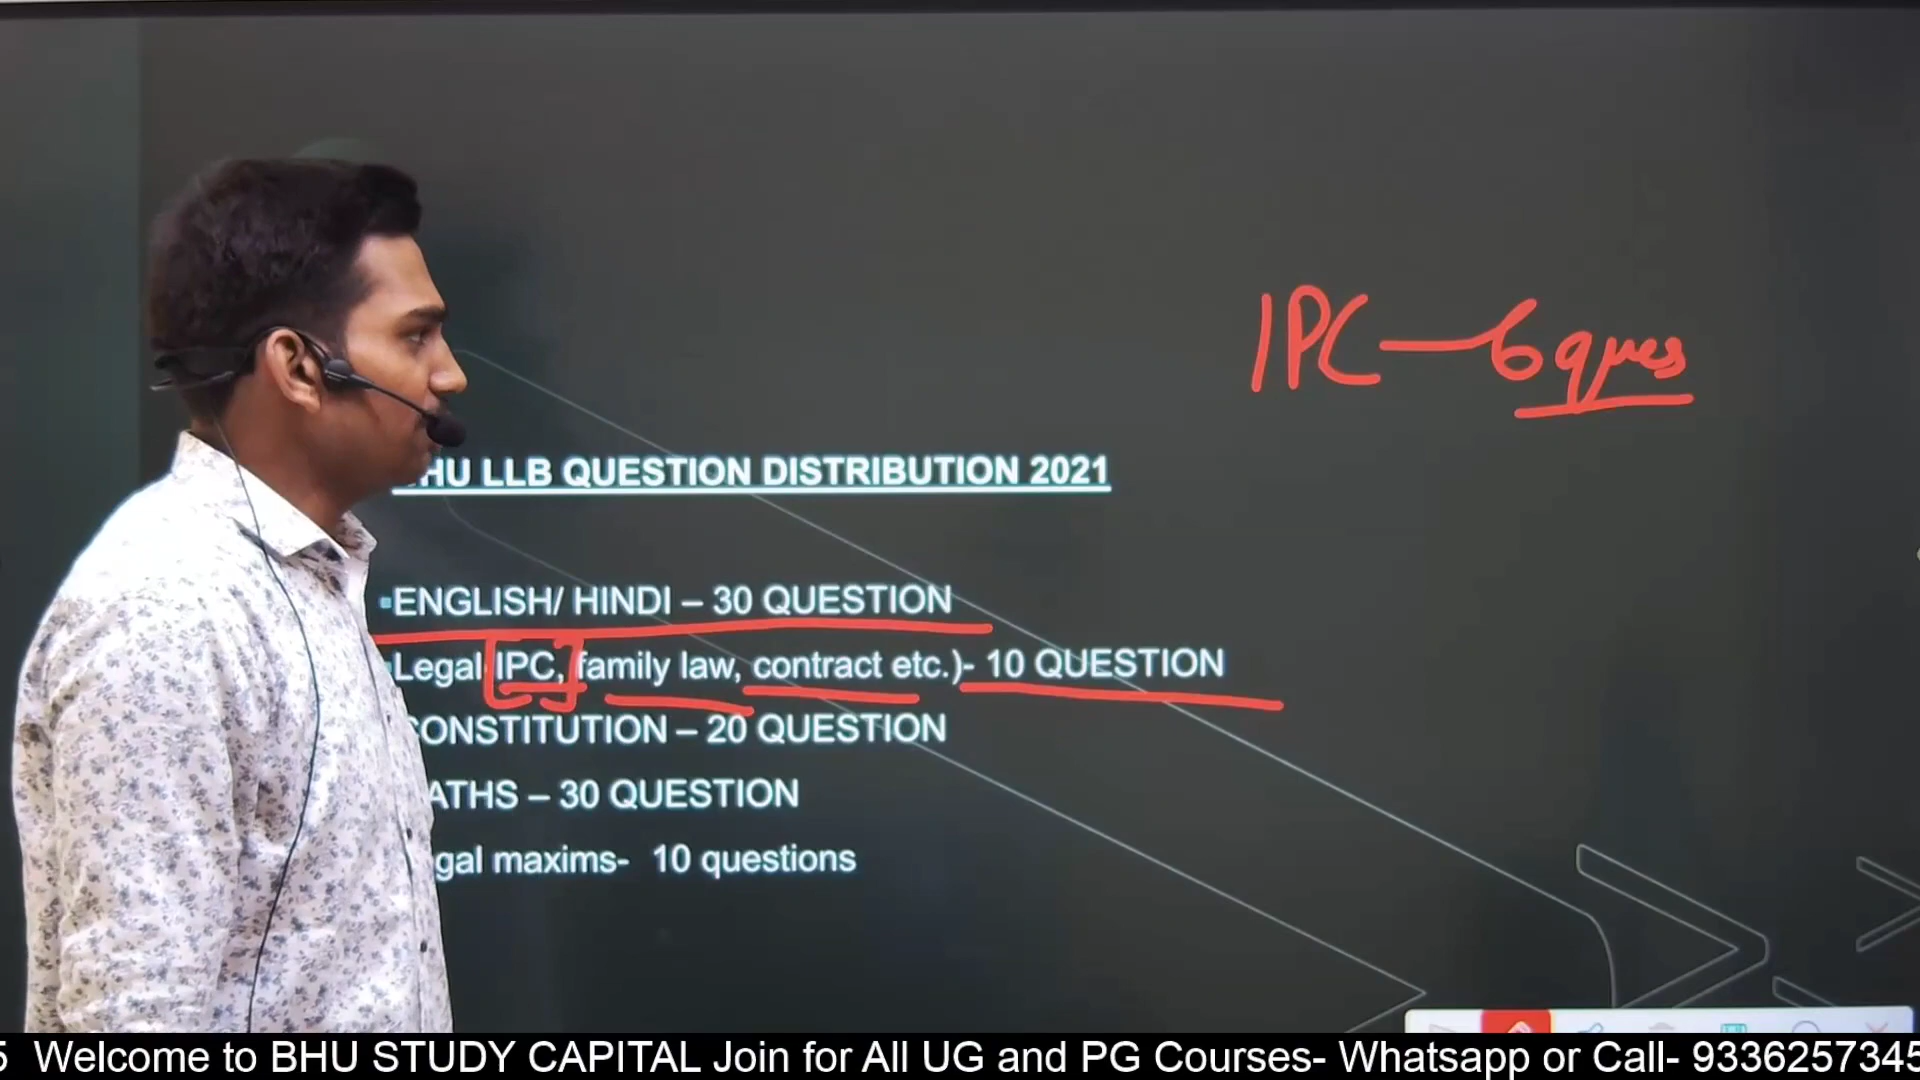 IPC - 6 ques
HU LLB QUESTION DISTRIBUTION 2021
ENGLISH/ HINDI – 30 QUESTION
Legal IPC, family law, contract etc.)- 10 QUESTION
ONSTITUTION – 20 QUESTION
ATHS – 30 QUESTION
gal maxims- 10 questions
5 Welcome to BHU STUDY CAPITAL Join for All UG and PG Courses- Whatsapp or Call- 9336257345